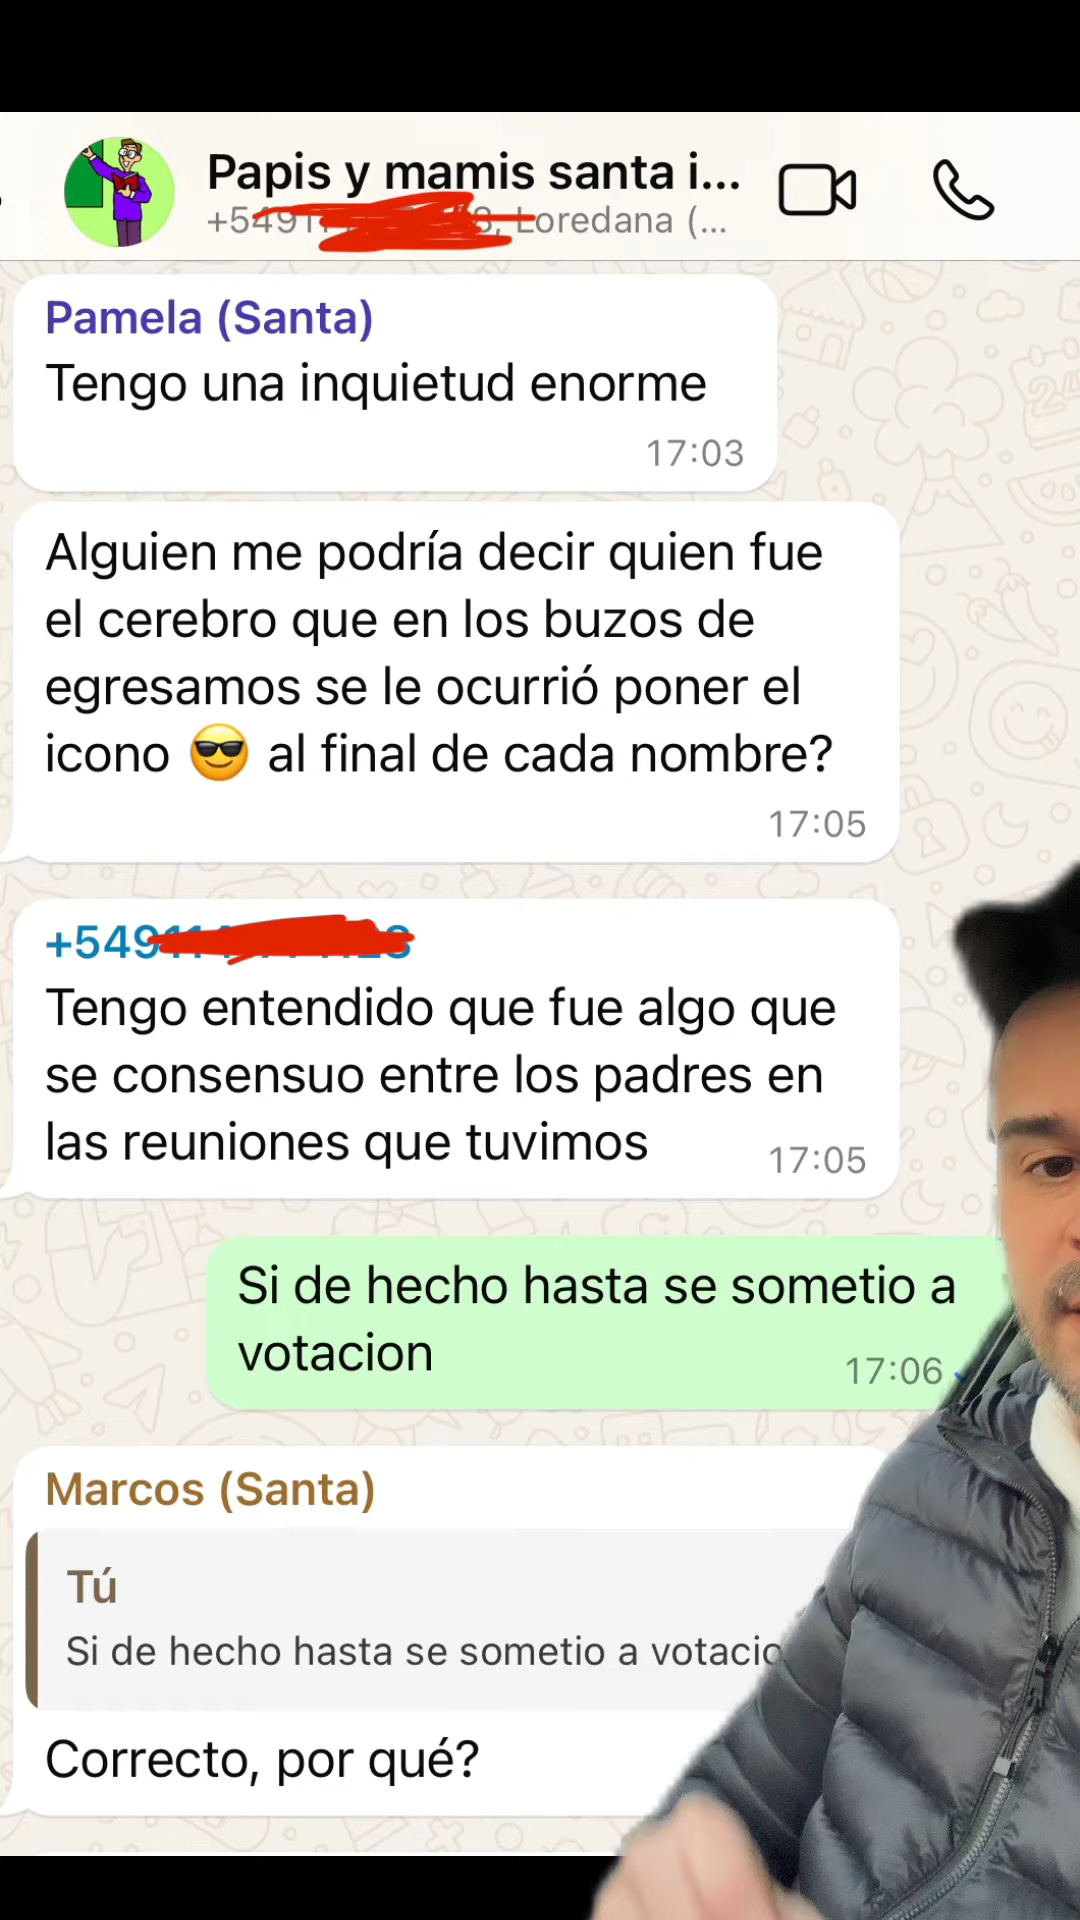 Papis y mamis santa i...
Loredana (...
Pamela (Santa)
Tengo una inquietud enorme
17:03
Alguien me podría decir quien fue
el cerebro que en los buzos de
egresamos se le ocurrió poner el
icono 😎 al final de cada nombre?
17:05
+549
Tengo entendido que fue algo que
se consensuo entre los padres en
las reuniones que tuvimos
17:05
Si de hecho hasta se sometio a
votacion
17:06
Marcos (Santa)
Tú
Si de hecho hasta se sometio a votacio
Correcto, por qué?